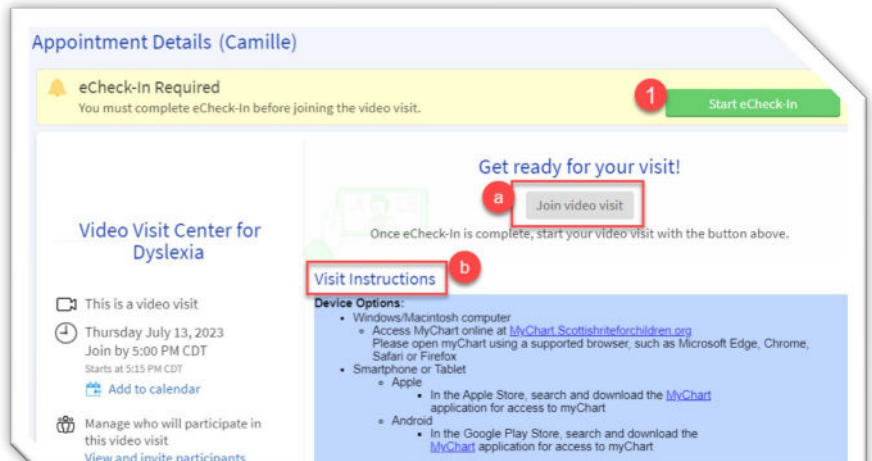 Appointment Details (Camille)
eCheck-In Required
You must complete eCheck-In before joining the video visit.
1
Start eCheck-In
Get ready for your visit!
a
Join video visit
Once eCheck-In is complete, start your video visit with the button above.
Video Visit Center for
Dyslexia
This is a video visit
Thursday July 13, 2023
Join by 5:00 PM CDT
Starts at 5:15 PM CDT
Add to calendar
Manage who will participate in
this video visit
View and invite participants
b
Visit Instructions
Device Options:
• Windows/Macintosh computer
◦ Access MyChart online at MyChart.Scottishriteforchildren.org
Please open myChart using a supported browser, such as Microsoft Edge, Chrome,
Safari or Firefox
• Smartphone or Tablet
◦ Apple
▪ In the Apple Store, search and download the MyChart
application for access to myChart
◦ Android
▪ In the Google Play Store, search and download the
MyChart application for access to myChart